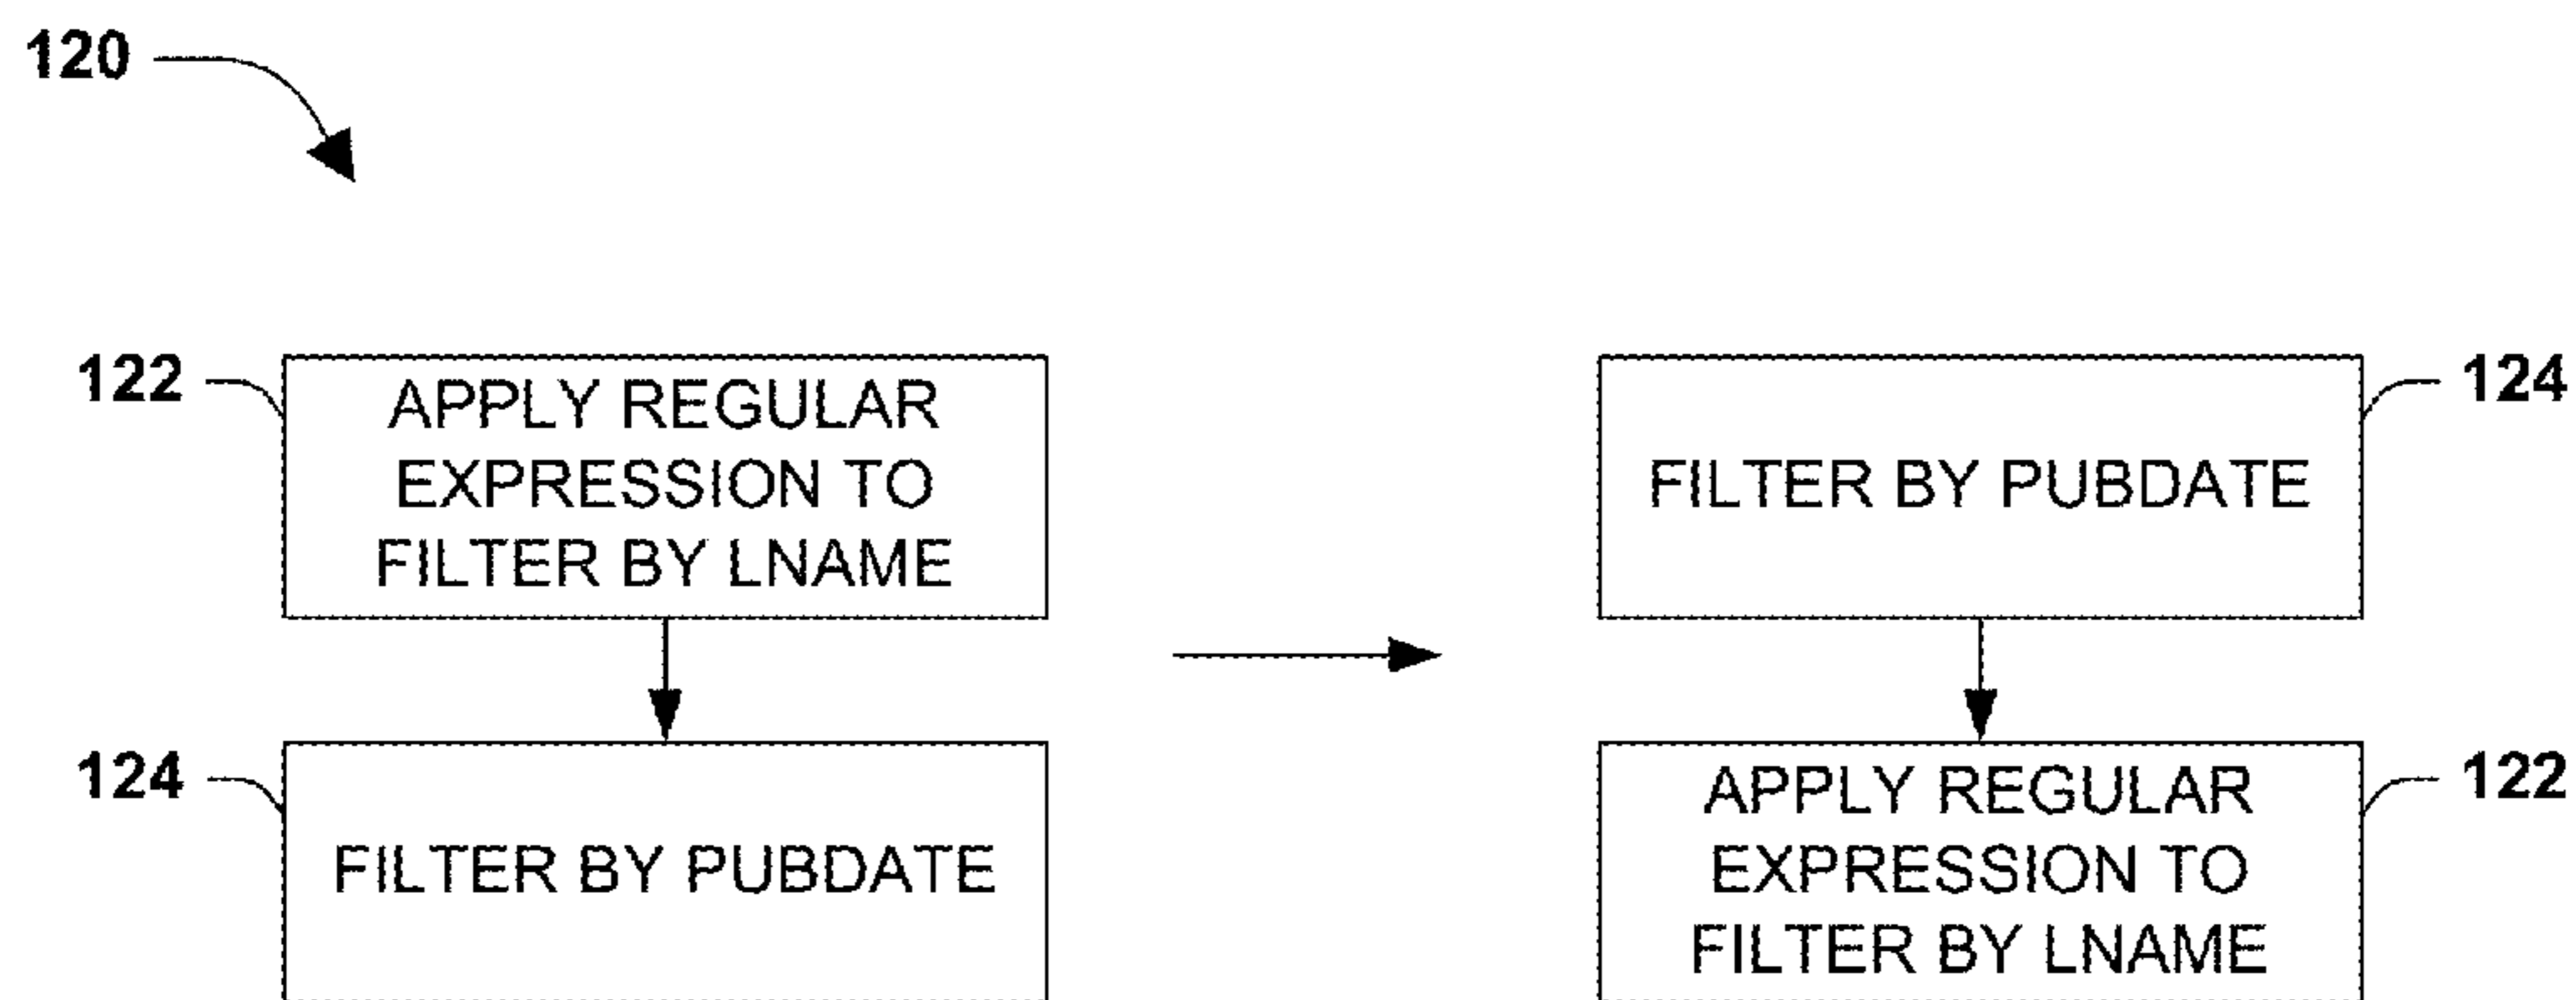 120
122
APPLY REGULAR
EXPRESSION TO
FILTER BY LNAME
124
FILTER BY PUBDATE
124
FILTER BY PUBDATE
122
APPLY REGULAR
EXPRESSION TO
FILTER BY LNAME